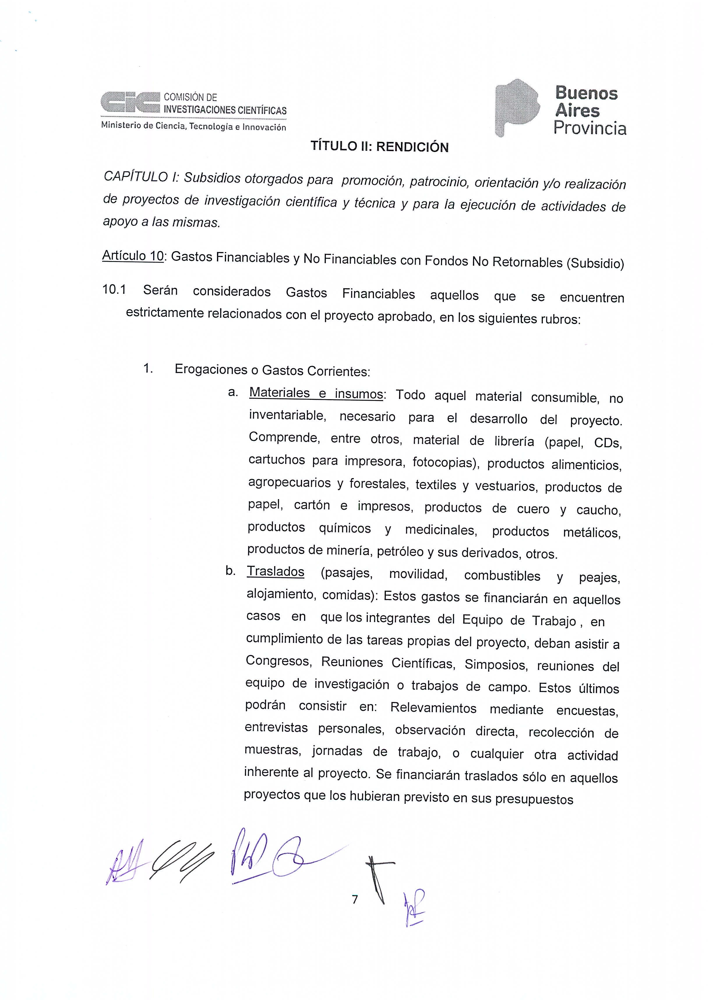 CIC COMISIÓN DE
INVESTIGACIONES CIENTÍFICAS
Ministerio de Ciencia, Tecnología e Innovación
Buenos
Aires
Provincia
TÍTULO II: RENDICIÓN
CAPÍTULO I: Subsidios otorgados para promoción, patrocinio, orientación y/o realización
de proyectos de investigación científica y técnica y para la ejecución de actividades de
apoyo a las mismas.
Artículo 10: Gastos Financiables y No Financiables con Fondos No Retornables (Subsidio)
10.1 Serán considerados Gastos Financiables aquellos que se encuentren
estrictamente relacionados con el proyecto aprobado, en los siguientes rubros:
1. Erogaciones o Gastos Corrientes:
a. Materiales e insumos: Todo aquel material consumible, no
inventariable, necesario para el desarrollo del proyecto.
Comprende, entre otros, material de librería (papel, CDs,
cartuchos para impresora, fotocopias), productos alimenticios,
agropecuarios y forestales, textiles y vestuarios, productos de
papel, cartón e impresos, productos de cuero y caucho,
productos químicos y medicinales, productos metálicos,
productos de minería, petróleo y sus derivados, otros.
b. Traslados (pasajes, movilidad, combustibles y peajes,
alojamiento, comidas): Estos gastos se financiarán en aquellos
casos en que los integrantes del Equipo de Trabajo , en
cumplimiento de las tareas propias del proyecto, deban asistir a
Congresos, Reuniones Científicas, Simposios, reuniones del
equipo de investigación o trabajos de campo. Estos últimos
podrán consistir en: Relevamientos mediante encuestas,
entrevistas personales, observación directa, recolección de
muestras, jornadas de trabajo, o cualquier otra actividad
inherente al proyecto. Se financiarán traslados sólo en aquellos
proyectos que los hubieran previsto en sus presupuestos
7